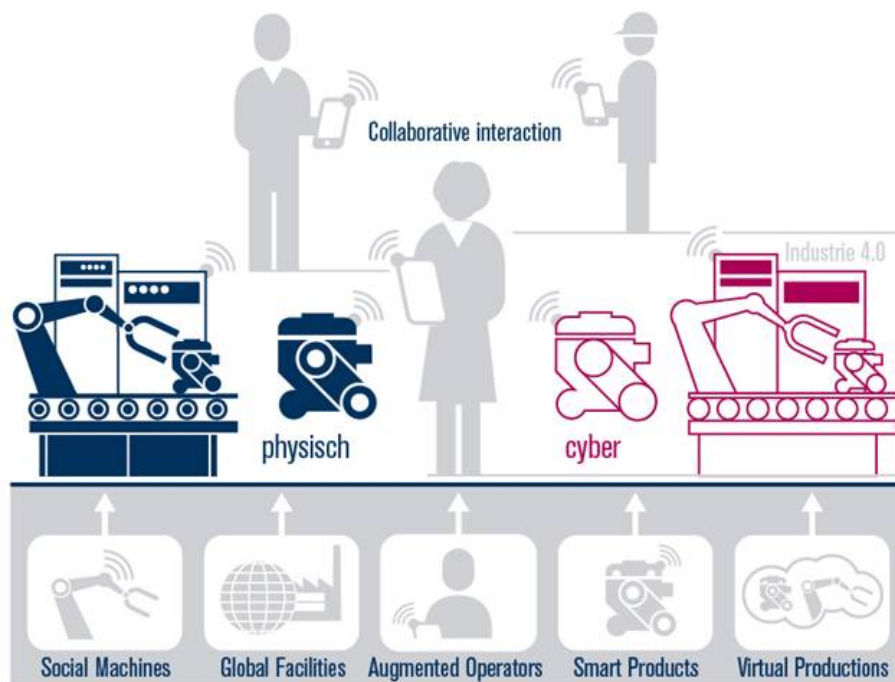 Collaborative interaction
Industrie 4.0
physisch
cyber
Social Machines
Global Facilities
Augmented Operators
Smart Products
Virtual Productions